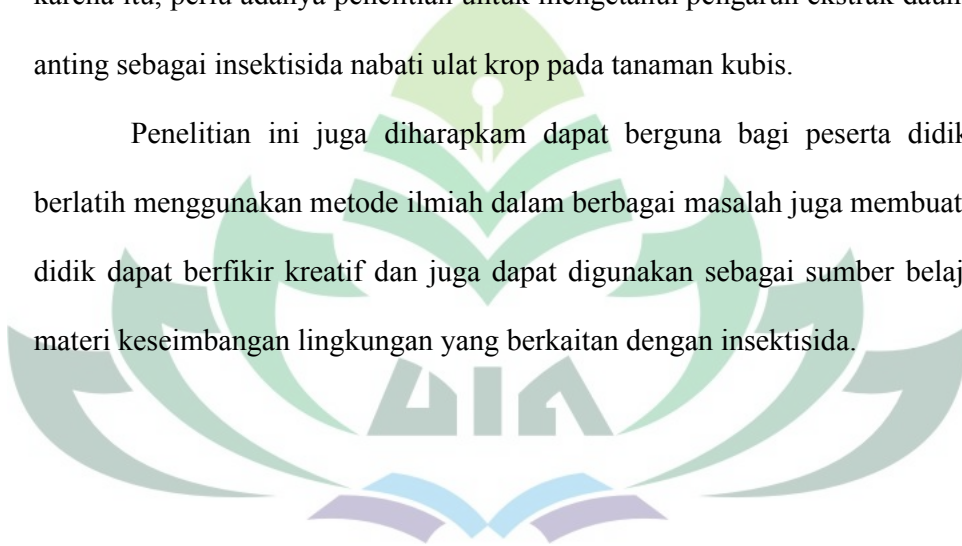 karena itu, perlu adanya penelitian untuk mengetahui pengaruh ekstrak daun
anting sebagai insektisida nabati ulat krop pada tanaman kubis.
Penelitian ini juga diharapkam dapat berguna bagi peserta didik
berlatih menggunakan metode ilmiah dalam berbagai masalah juga membuat
didik dapat berfikir kreatif dan juga dapat digunakan sebagai sumber belaj
materi keseimbangan lingkungan yang berkaitan dengan insektisida.
UIN